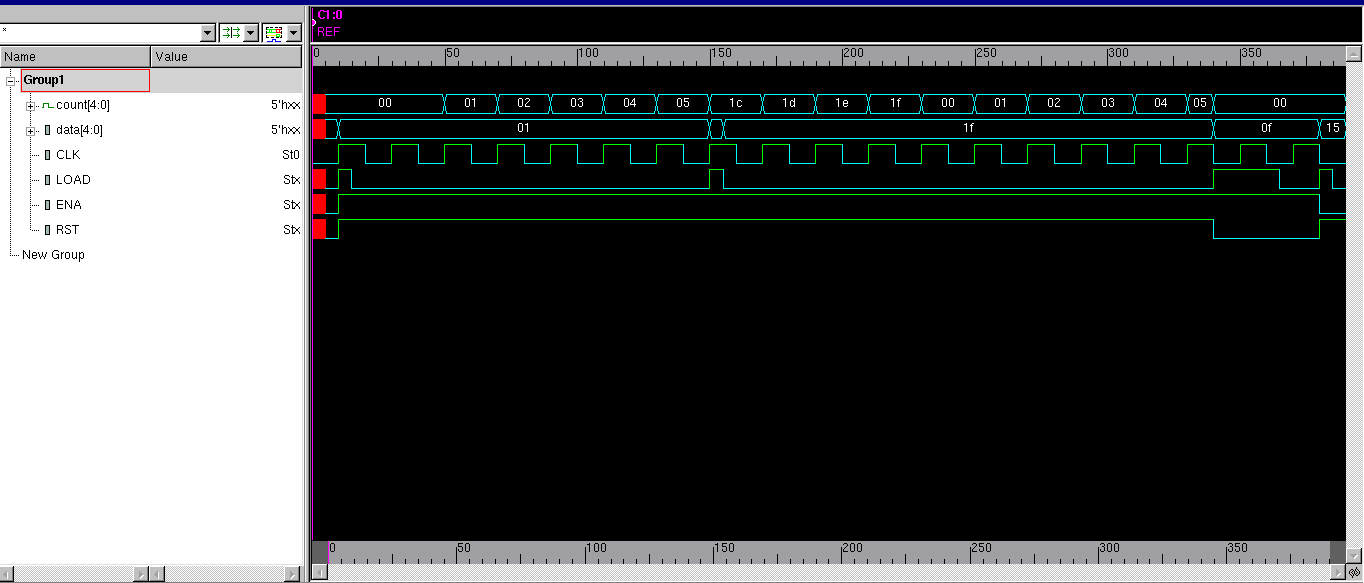 *
C1:0
REF
0 50 100 150 200 250 300 350
Name Value
Group1
count[4:0] 5'hxx 00 01 02 03 04 05 1c 1d 1e 1f 00 01 02 03 04 05 00
data[4:0] 5'hxx 01 1f 0f 15
CLK St0
LOAD Stx
ENA Stx
RST Stx
New Group
0 50 100 150 200 250 300 350